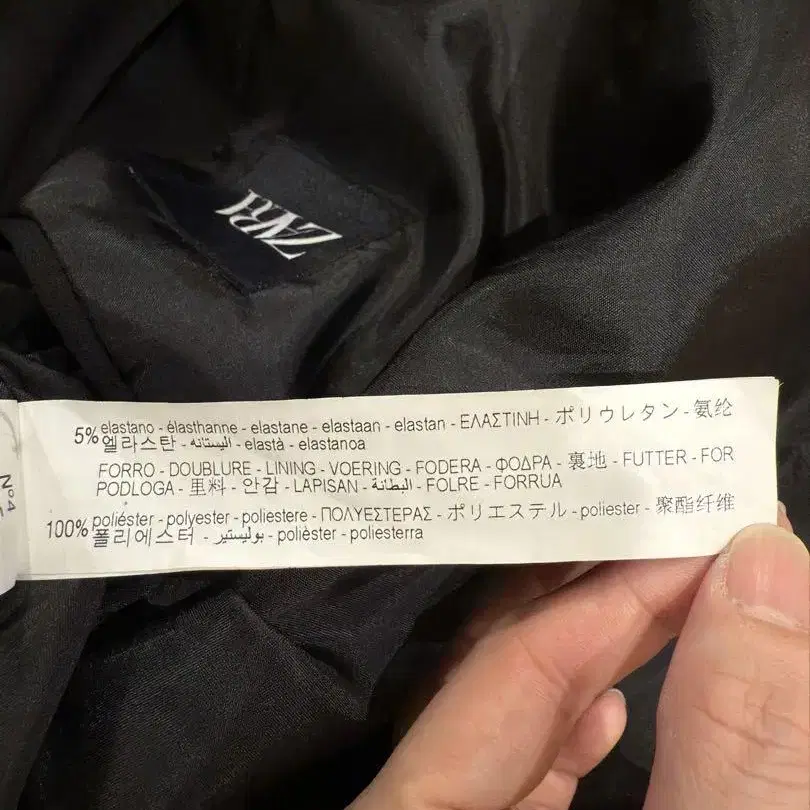 ZARA
5% elastano - élasthanne - elastane - elastaan - elastan - ΕΛΑΣΤΙΝΗ - ポリウレタン - 氨纶
엘라스탄 - اليستانه - elastà - elastanoa
FORRO - DOUBLURE - LINING - VOERING - FODERA - ΦΟΔΡΑ - 裏地 - FUTTER - FOR
PODLOGA - 里料 - 안감 - LAPISAN - البطانة - FOLRE - FORRUA
100% poliéster - polyester - poliestere - ΠΟΛΥΕΣΤΕΡΑΣ - ポリエステル - poliester - 聚酯纤维
폴리에스터 - بوليستير - polièster - poliesterra
Nº4